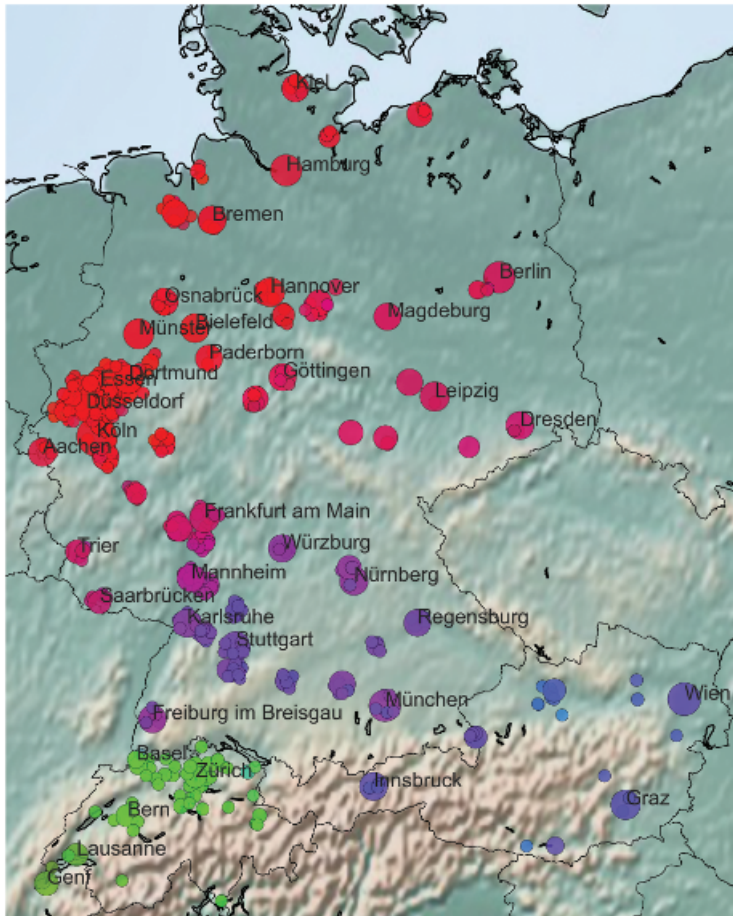 Kiel
Hamburg
Bremen
Berlin
Hannover
Osnabrück
Magdeburg
Bielefeld
Münster
Paderborn
Göttingen
Dortmund
Essen
Leipzig
Düsseldorf
Dresden
Köln
Aachen
Frankfurt am Main
Würzburg
Trier
Mannheim
Nürnberg
Saarbrücken
Karlsruhe
Regensburg
Stuttgart
Wien
München
Freiburg im Breisgau
Basel
Zürich
Innsbruck
Graz
Bern
Lausanne
Genf